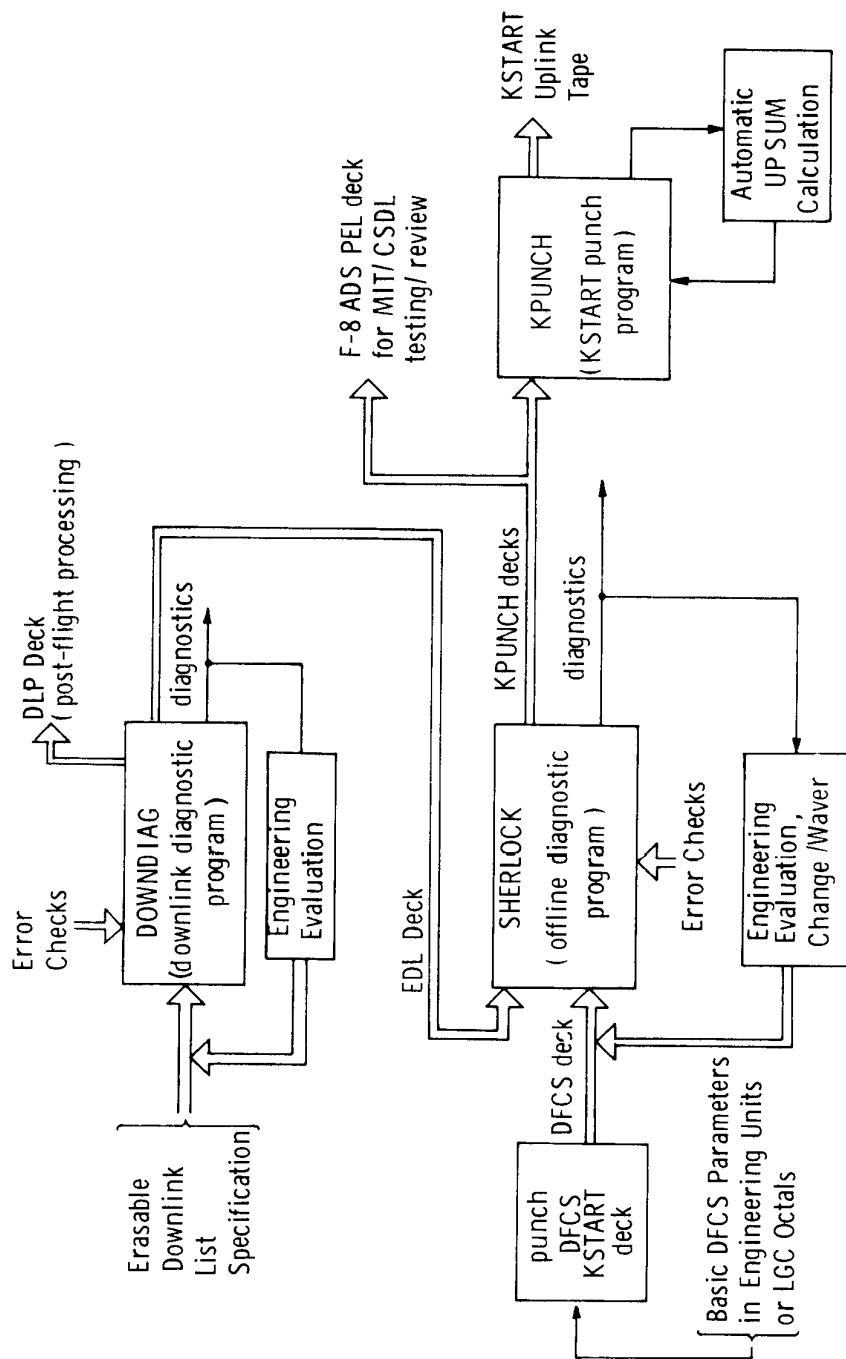 Error
Checks
DLP Deck
(post-flight processing)
Erasable
Downlink
List
Specification
DOWNDIAG
(downlink diagnostic
program)
diagnostics
Engineering
Evaluation
EDL Deck
F-8 ADS PEL deck
for MIT/CSDL
testing/review
KSTART
Uplink
Tape
KPUNCH
(KSTART punch
program)
Automatic
UPSUM
Calculation
KPUNCH decks
punch
DFCS
KSTART
deck
DFCS deck
SHERLOCK
(offline diagnostic
program)
diagnostics
Error Checks
Engineering
Evaluation,
Change/Waver
Basic DFCS Parameters
in Engineering Units
or LGC Octals